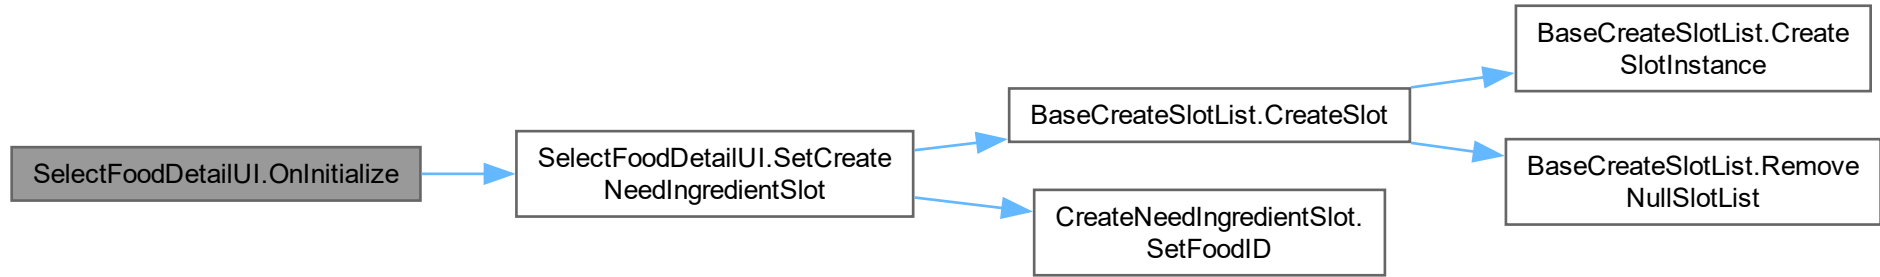 SelectFoodDetailUI.OnInitialize
SelectFoodDetailUI.SetCreate
NeedIngredientSlot
BaseCreateSlotList.CreateSlot
BaseCreateSlotList.Create
SlotInstance
BaseCreateSlotList.Remove
NullSlotList
CreateNeedIngredientSlot.
SetFoodID